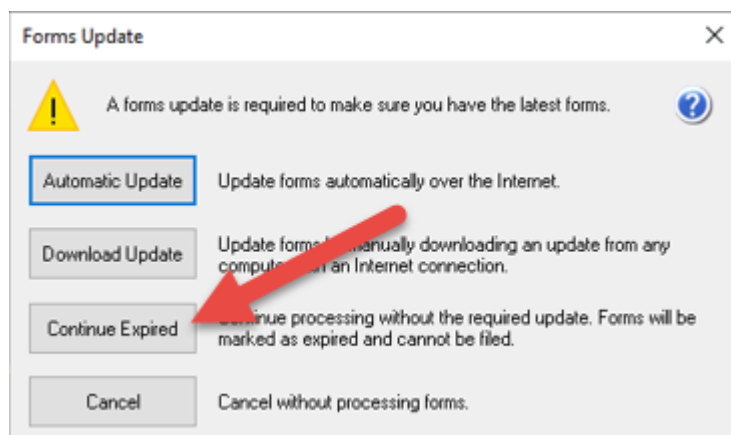 Forms Update
A forms update is required to make sure you have the latest forms.
Automatic Update
Update forms automatically over the Internet.
Download Update
Update forms manually downloading an update from any
computer an Internet connection.
Continue Expired
Continue processing without the required update. Forms will be
marked as expired and cannot be filed.
Cancel
Cancel without processing forms.